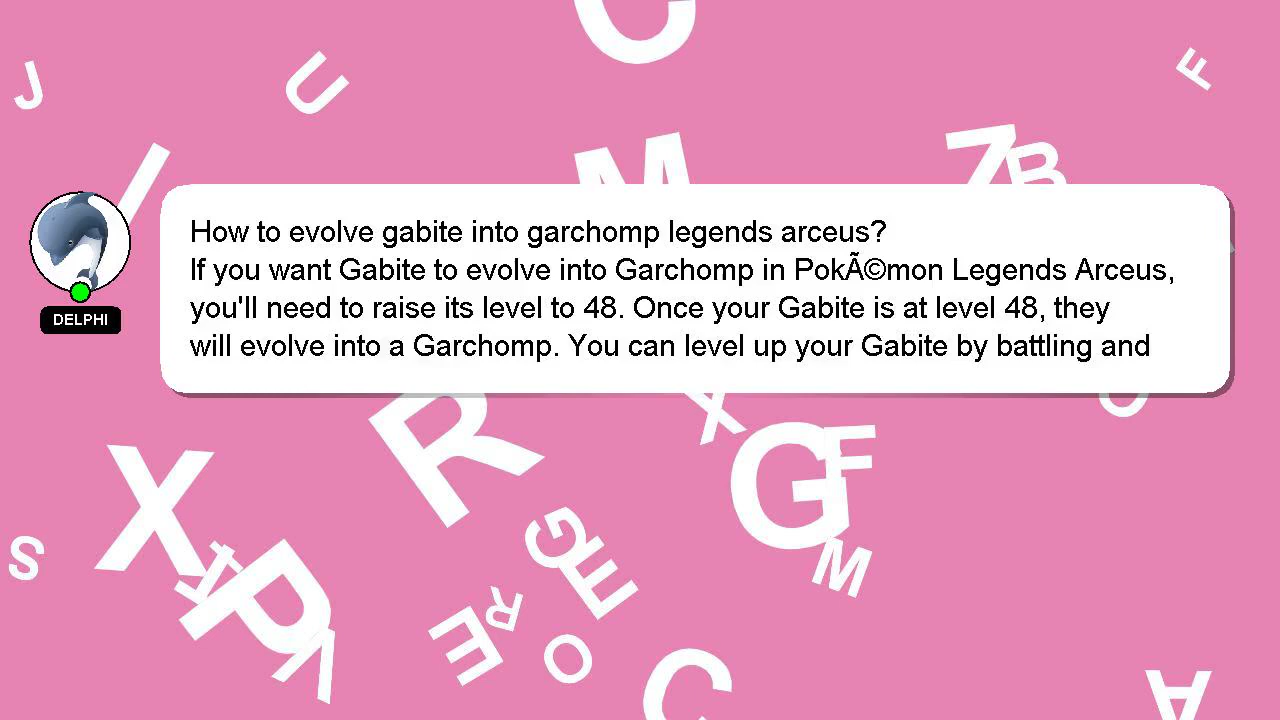 C
J
U
F
I
M
Z
B
How to evolve gabite into garchomp legends arceus?
If you want Gabite to evolve into Garchomp in PokÃ©mon Legends Arceus,
you'll need to raise its level to 48. Once your Gabite is at level 48, they
will evolve into a Garchomp. You can level up your Gabite by battling and
DELPHI
R
X
G
F
X
S
G
E
M
P
R
E
O
C
V
A